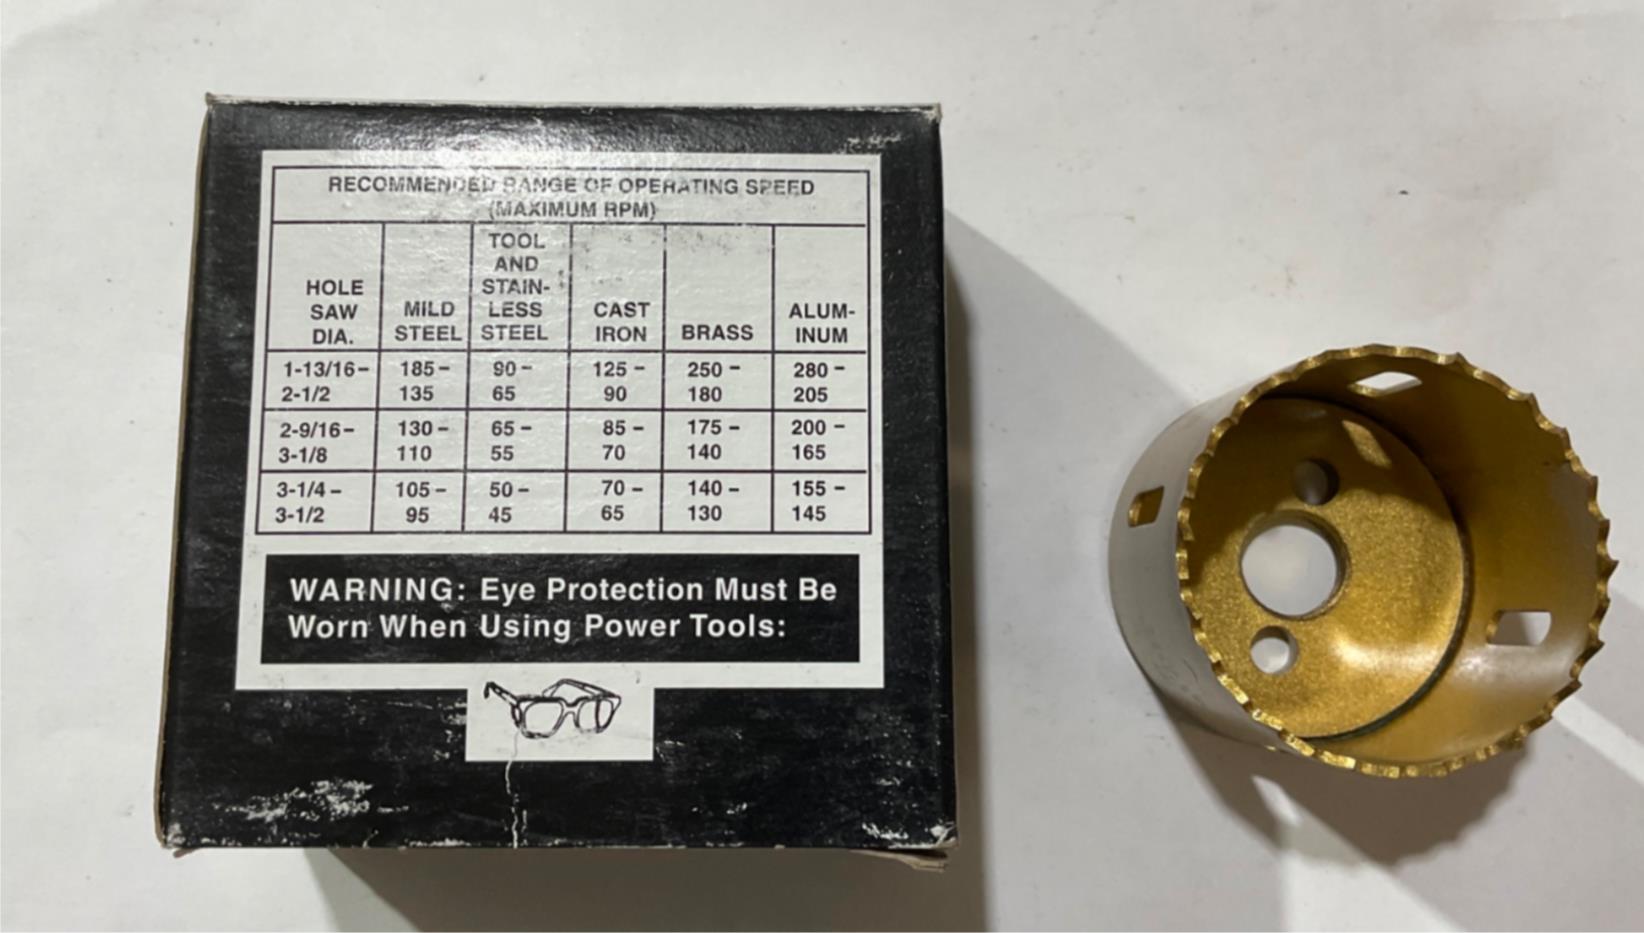 RECOMMENDED RANGE OF OPERATING SPEED
(MAXIMUM RPM)
HOLE SAW DIA. MILD STEEL TOOL AND STAIN-LESS STEEL CAST IRON BRASS ALUM-INUM
1-13/16– 185– 90– 125– 250– 280–
2-1/2 135 65 90 180 205
2-9/16– 130– 65– 85– 175– 200–
3-1/8 110 55 70 140 165
3-1/4– 105– 50– 70– 140– 155–
3-1/2 95 45 65 130 145
WARNING: Eye Protection Must Be
Worn When Using Power Tools: